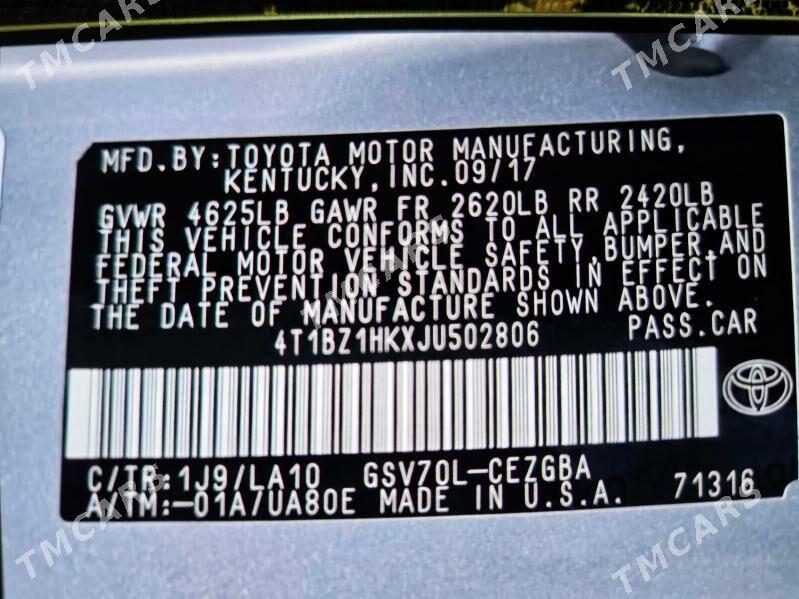 TMCARS
TMCARS
MFD.BY:TOYOTA MOTOR MANUFACTURING,
KENTUCKY,INC.09/17
GVWR 4625LB GAWR FR 2620LB RR 2420LB
THIS VEHICLE CONFORMS TO ALL APPLICABLE
FEDERAL MOTOR VEHICLE SAFETY,BUMPER,AND
THEFT PREVENTION STANDARDS IN EFFECT ON
THE DATE OF MANUFACTURE SHOWN ABOVE.
4T1BZ1HKXJU502806 PASS.CAR
TMCARS
C/TR:1J9/LA10 GSV70L-CEZGBA
A/TM:-01A/UA80E MADE IN U.S.A. 71316
TMCARS
TMCARS